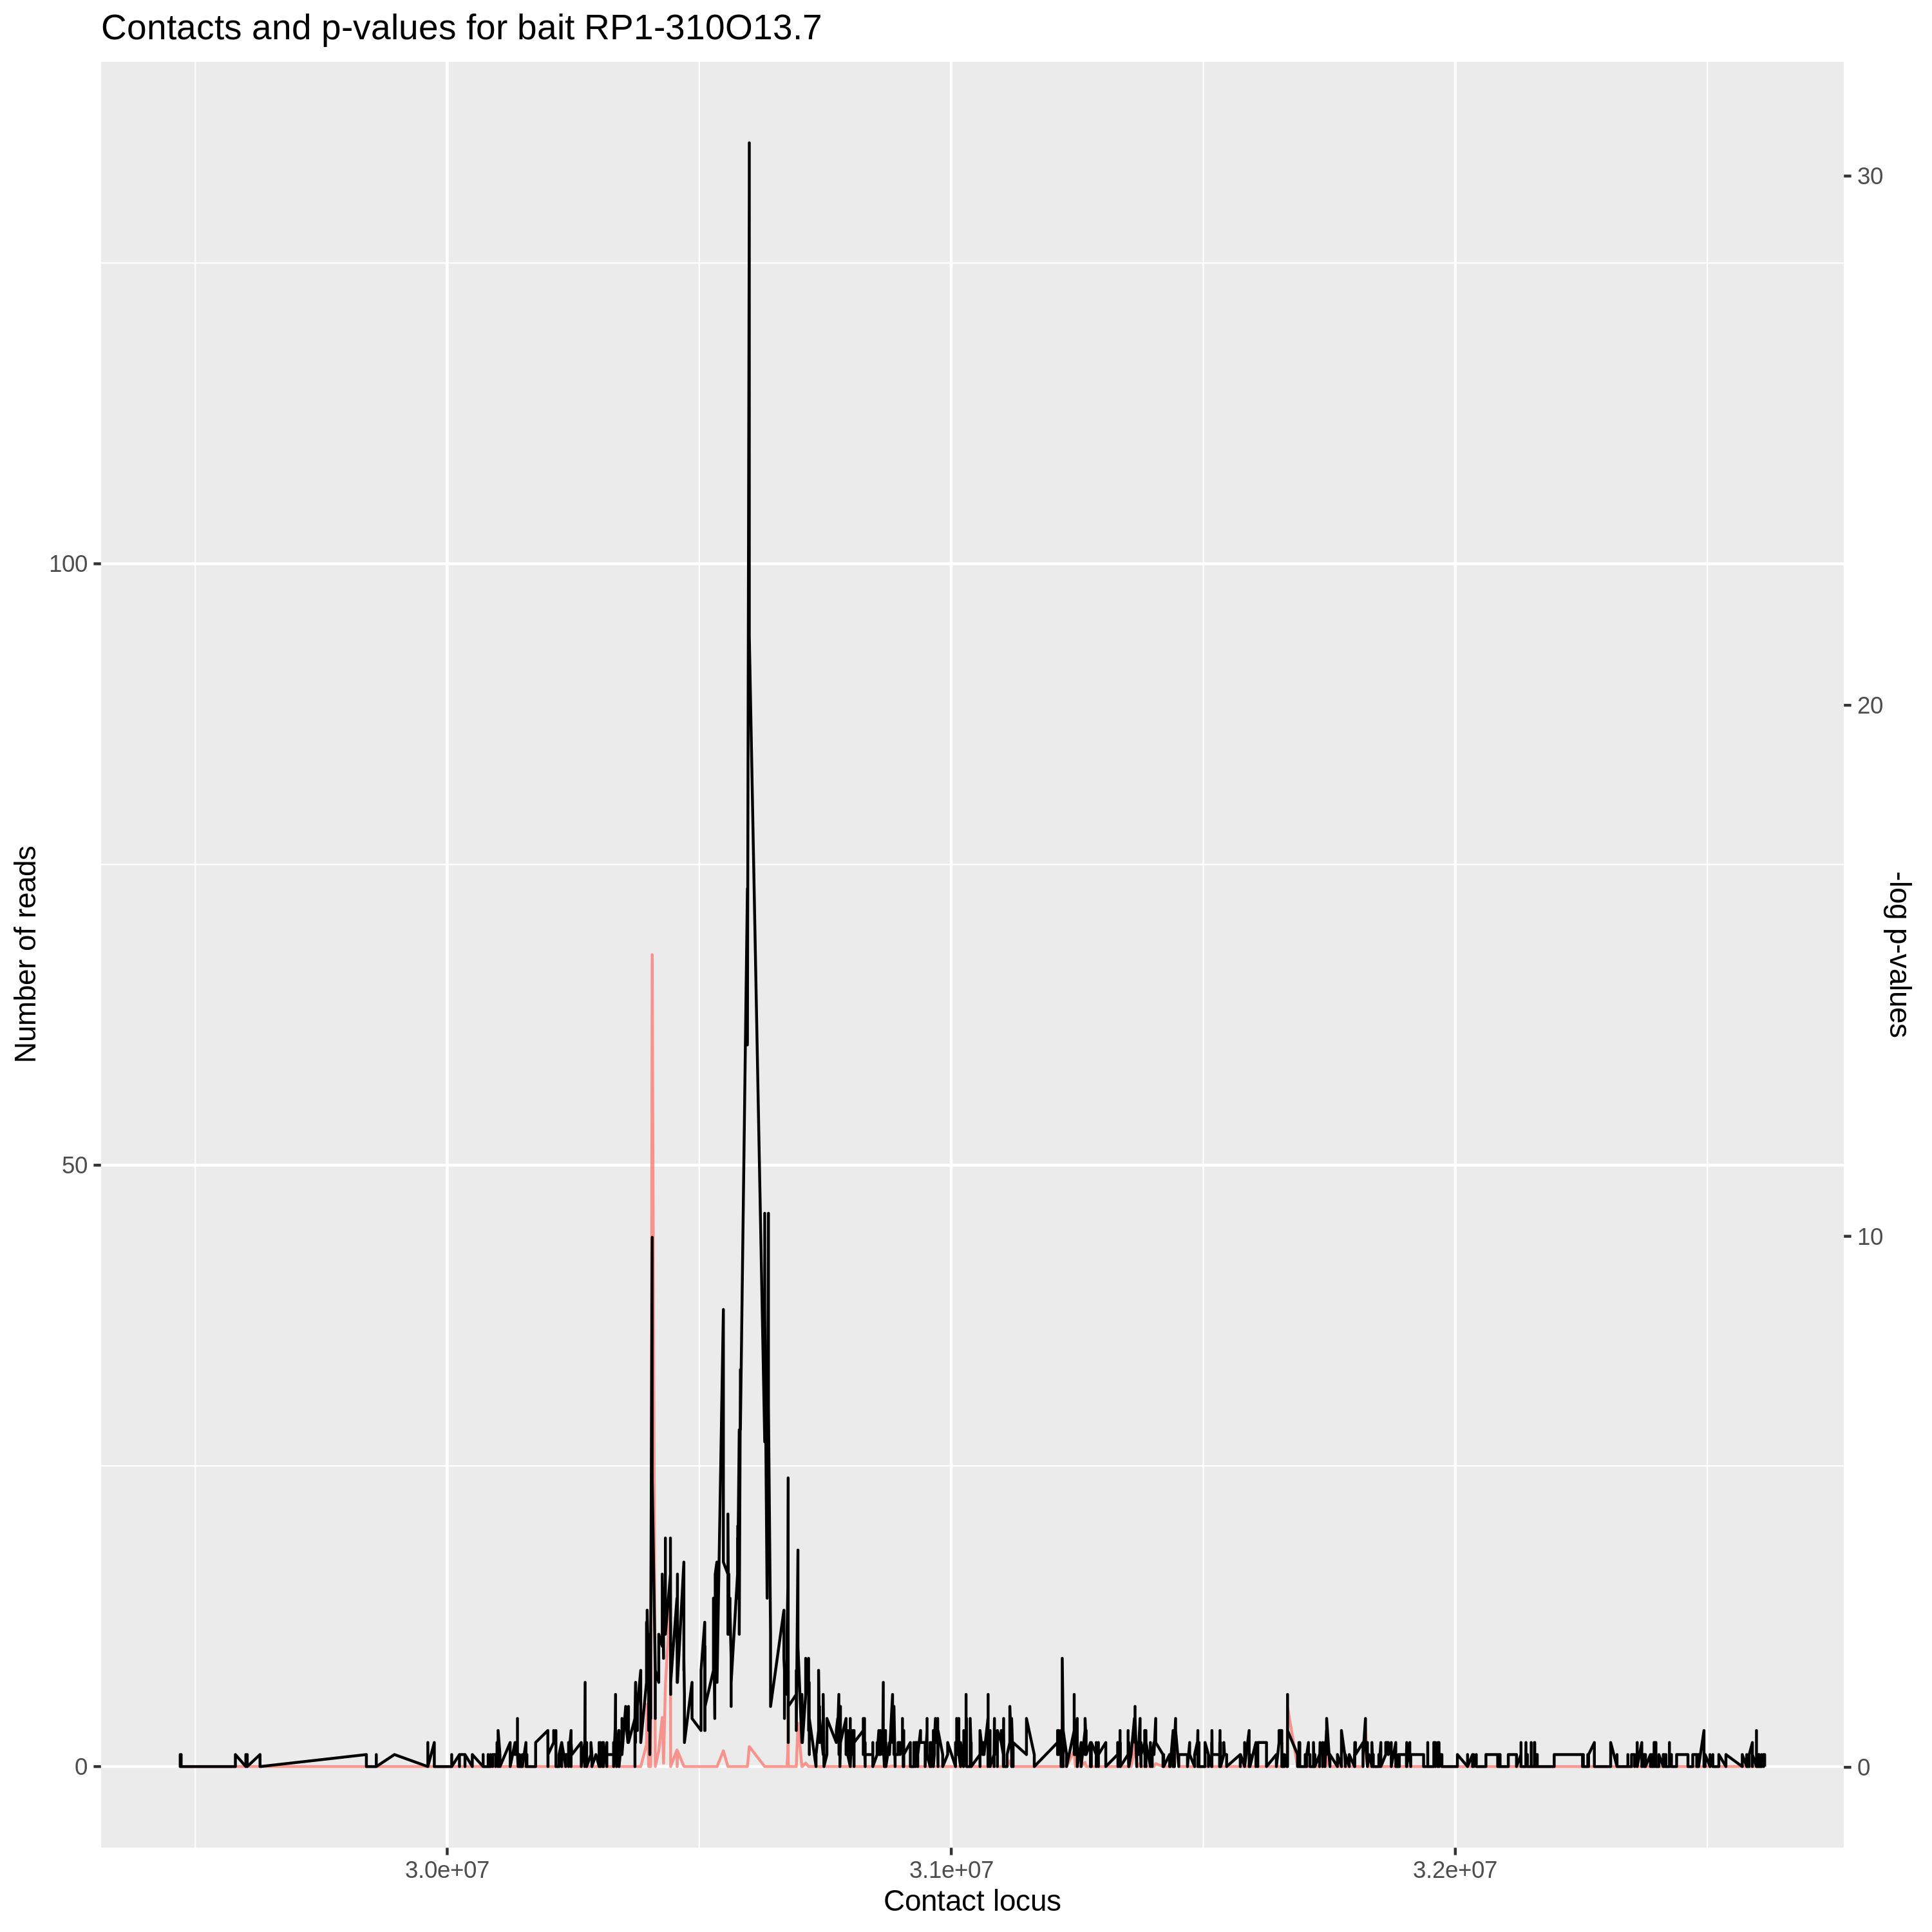 Contacts and p-values for bait RP1-310O13.7
Number of reads
100
50
0
30
20
10
0
-log p-values
3.0e+07
3.1e+07
3.2e+07
Contact locus